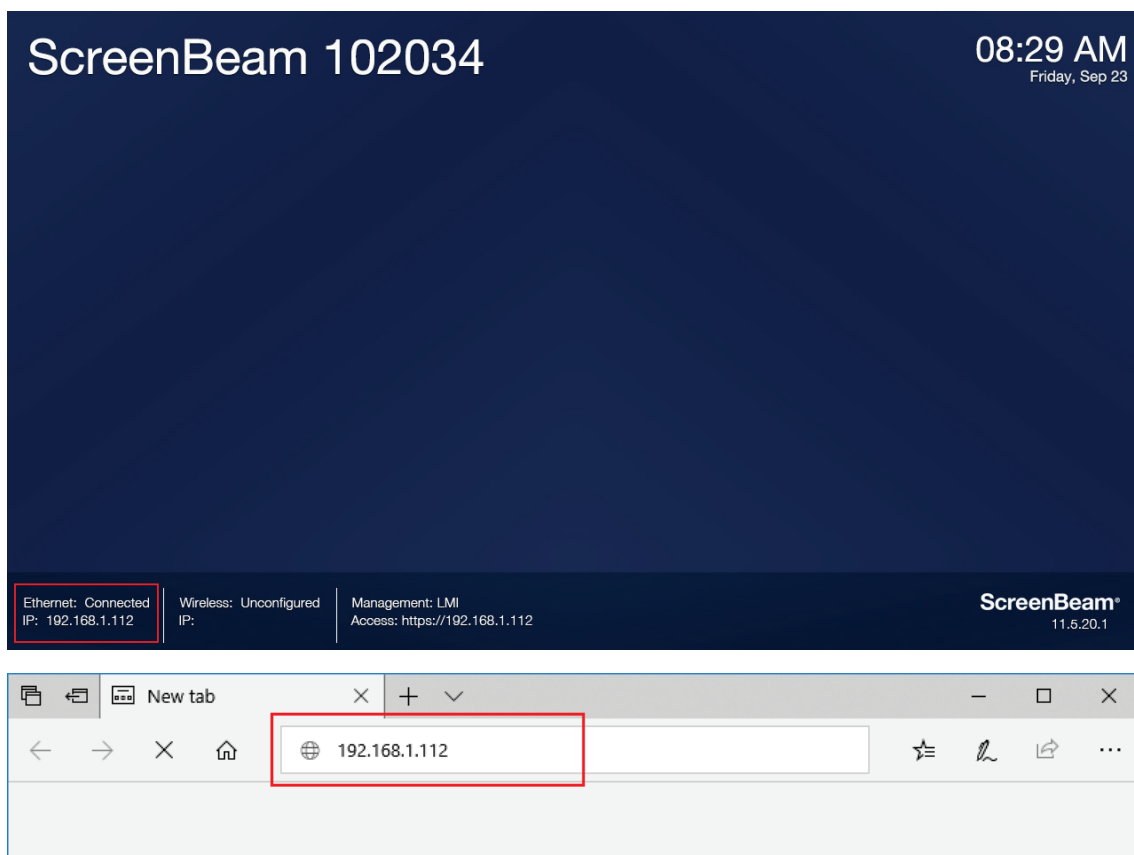 ScreenBeam 102034
08:29 AM
Friday, Sep 23
Ethernet: Connected
IP: 192.168.1.112
Wireless: Unconfigured
IP:
Management: LMI
Access: https://192.168.1.112
ScreenBeam®
11.5.20.1
New tab
192.168.1.112